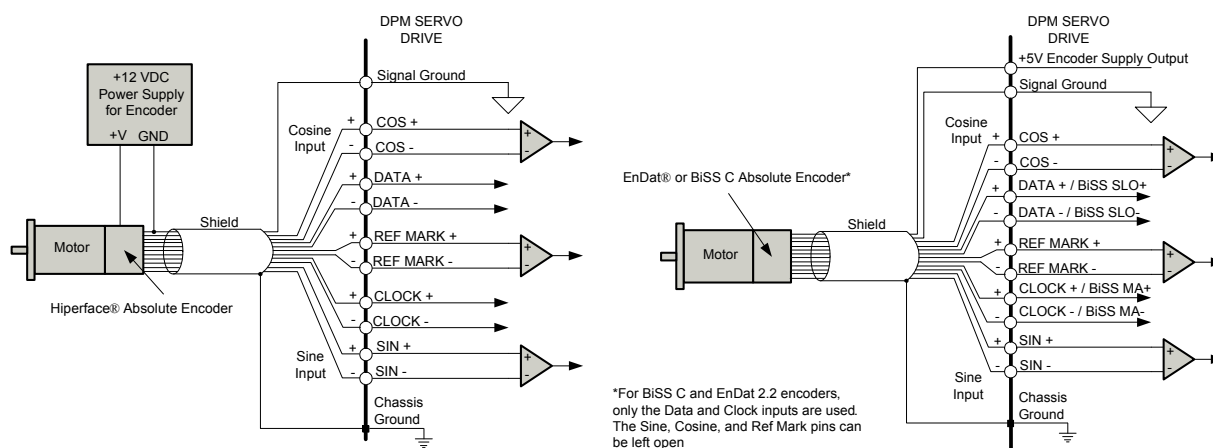 DPM SERVO
DRIVE
+12 VDC
Power Supply
for Encoder
+V GND
Signal Ground
Cosine
Input
+ COS +
- COS -
+ DATA +
- DATA -
Shield
Motor
+ REF MARK +
- REF MARK -
Hiperface® Absolute Encoder
+ CLOCK +
- CLOCK -
Sine
Input
+ SIN +
- SIN -
Chassis
Ground
+
-
+
-
+
-
DPM SERVO
DRIVE
+5V Encoder Supply Output
Signal Ground
Cosine
Input
+ COS +
- COS -
EnDat® or BiSS C Absolute Encoder*
+ DATA + / BiSS SLO+
- DATA - / BiSS SLO-
Shield
Motor
+ REF MARK +
- REF MARK -
+ CLOCK + / BiSS MA+
- CLOCK - / BiSS MA-
+ SIN +
- SIN -
Sine
Input
Chassis
Ground
+
-
+
-
+
-
*For BiSS C and EnDat 2.2 encoders,
only the Data and Clock inputs are used.
The Sine, Cosine, and Ref Mark pins can
be left open